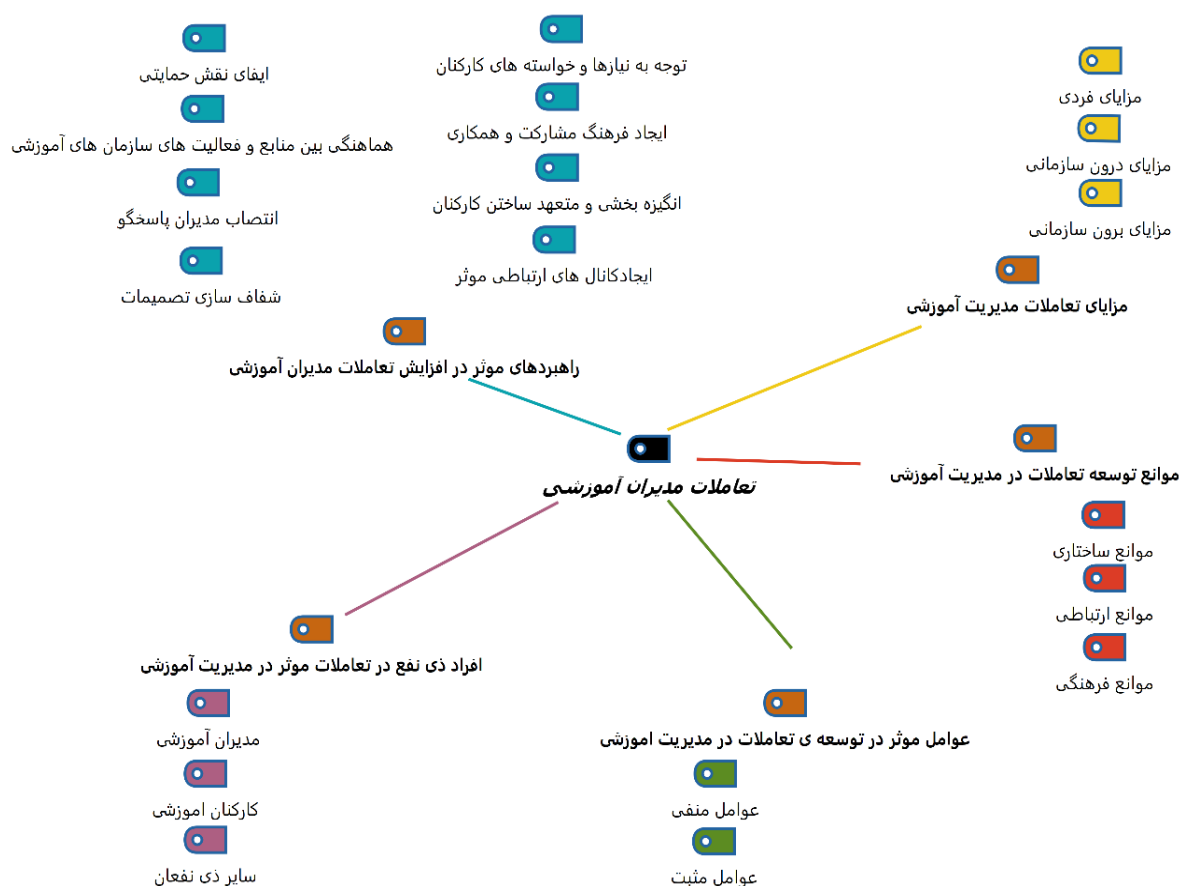 توجه به نیازها و خواسته های کارکنان
ایجاد فرهنگ مشارکت و همکاری
انگیزه بخشی و متعهد ساختن کارکنان
ایجادکانال های ارتباطی موثر
ایفای نقش حمایتی
هماهنگی بین منابع و فعالیت های سازمان های آموزشی
انتصاب مدیران پاسخگو
شفاف سازی تصمیمات
راهبردهای موثر در افزایش تعاملات مدیران آموزشی
مزایای فردی
مزایای درون سازمانی
مزایای برون سازمانی
مزایای تعاملات مدیریت آموزشی
تعاملات مدیران آموزشی
موانع توسعه تعاملات در مدیریت آموزشی
موانع ساختاری
موانع ارتباطی
موانع فرهنگی
عوامل موثر در توسعه ی تعاملات در مدیریت اموزشی
عوامل منفی
عوامل مثبت
افراد ذی نفع در تعاملات موثر در مدیریت آموزشی
مدیران آموزشی
کارکنان اموزشی
سایر ذی نفعان